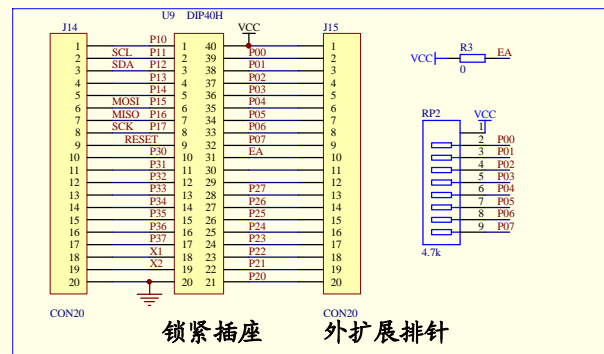 U9 DIP40H
J14 VCC J15
1 P10 1 40 1
2 SCL P11 2 39 P00 2
3 SDA P12 3 38 P01 3
4 P13 4 37 P02 4
5 P14 5 36 P03 5
6 MOSI P15 6 35 P04 6
7 MISO P16 7 34 P05 7
8 SCK P17 8 33 P06 8
9 RESET 9 32 P07 9
10 P30 10 31 EA 10
11 P31 11 30 11
12 P32 12 29 12
13 P33 13 28 P27 13
14 P34 14 27 P26 14
15 P35 15 26 P25 15
16 P36 16 25 P24 16
17 P37 17 24 P23 17
18 X1 18 23 P22 18
19 X2 19 22 P21 19
20 20 21 P20 20
CON20 CON20
锁紧插座 外扩展排针
R3
VCC EA
0
RP2 VCC
1
2 P00
3 P01
4 P02
5 P03
6 P04
7 P05
8 P06
9 P07
4.7k